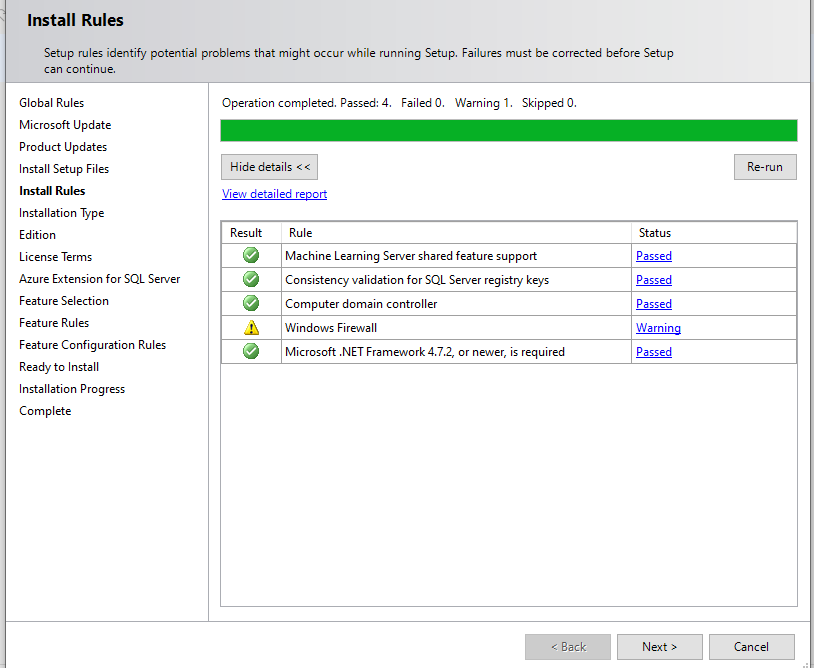 Install Rules
Setup rules identify potential problems that might occur while running Setup. Failures must be corrected before Setup
can continue.
Global Rules
Microsoft Update
Product Updates
Install Setup Files
Install Rules
Installation Type
Edition
License Terms
Azure Extension for SQL Server
Feature Selection
Feature Rules
Feature Configuration Rules
Ready to Install
Installation Progress
Complete
Operation completed. Passed: 4. Failed 0. Warning 1. Skipped 0.
Hide details <<
Re-run
View detailed report
Result Rule Status
Machine Learning Server shared feature support Passed
Consistency validation for SQL Server registry keys Passed
Computer domain controller Passed
Windows Firewall Warning
Microsoft .NET Framework 4.7.2, or newer, is required Passed
< Back Next > Cancel